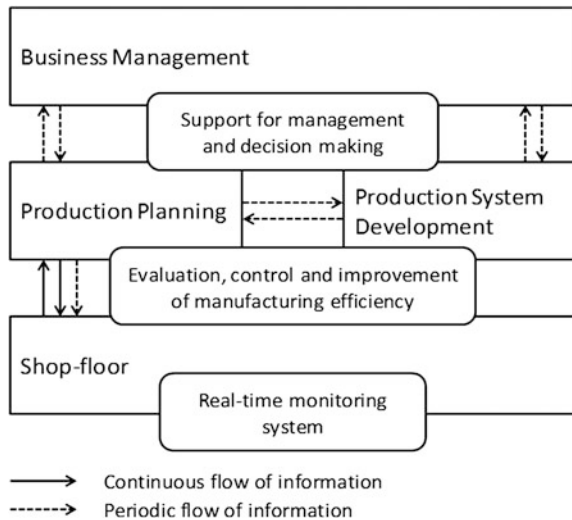 Business Management
Support for management
and decision making
Production Planning
Production System
Development
Evaluation, control and improvement
of manufacturing efficiency
Shop-floor
Real-time monitoring
system
Continuous flow of information
Periodic flow of information